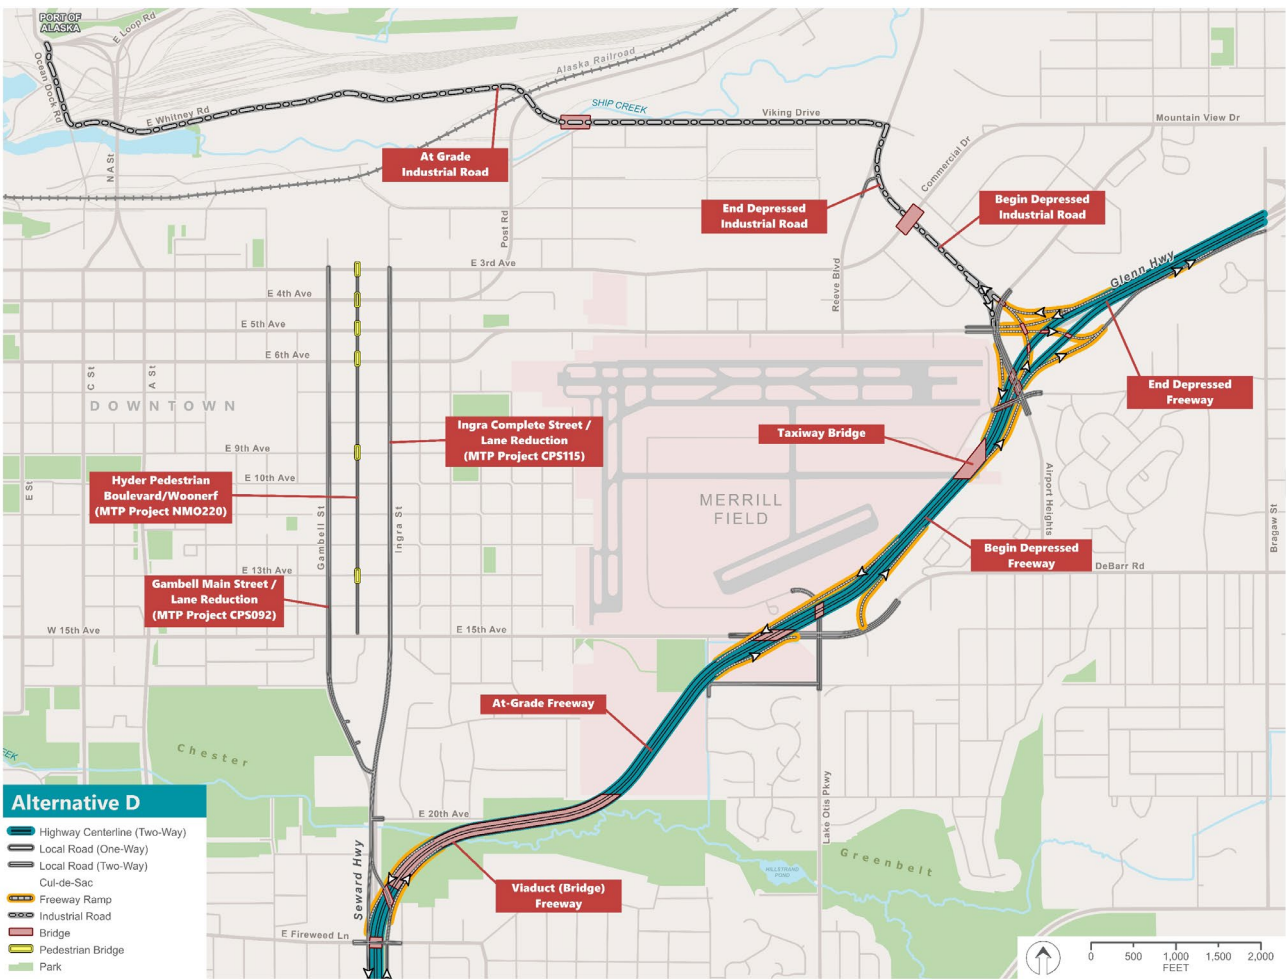 PORT OF
ALASKA
E Loop Rd
Ocean Dock Rd
E Whitney Rd
Alaska Railroad
SHIP CREEK
Viking Drive
Mountain View Dr
N A St
At Grade
Industrial Road
Commercial Dr
End Depressed
Industrial Road
Begin Depressed
Industrial Road
Post Rd
Reeve Blvd
Glenn Hwy
E 3rd Ave
E 4th Ave
E 5th Ave
E 6th Ave
C St
A St
DOWNTOWN
End Depressed
Freeway
Ingra Complete Street /
Lane Reduction
(MTP Project CPS115)
Taxiway Bridge
E 9th Ave
E 10th Ave
Hyder Pedestrian
Boulevard/Woonerf
(MTP Project NMO220)
E St
MERRILL
FIELD
Airport Heights
Bragaw St
Gambell St
Ingra St
Begin Depressed
Freeway
DeBarr Rd
E 13th Ave
Gambell Main Street /
Lane Reduction
(MTP Project CPS092)
W 15th Ave
E 15th Ave
At-Grade Freeway
Chester
EEK
E 20th Ave
Lake Otis Pkwy
Greenbelt
HILLSTRAND
POND
Seward Hwy
Viaduct (Bridge)
Freeway
E Fireweed Ln
Alternative D
Highway Centerline (Two-Way)
Local Road (One-Way)
Local Road (Two-Way)
Cul-de-Sac
Freeway Ramp
Industrial Road
Bridge
Pedestrian Bridge
Park
0 500 1,000 1,500 2,000
FEET